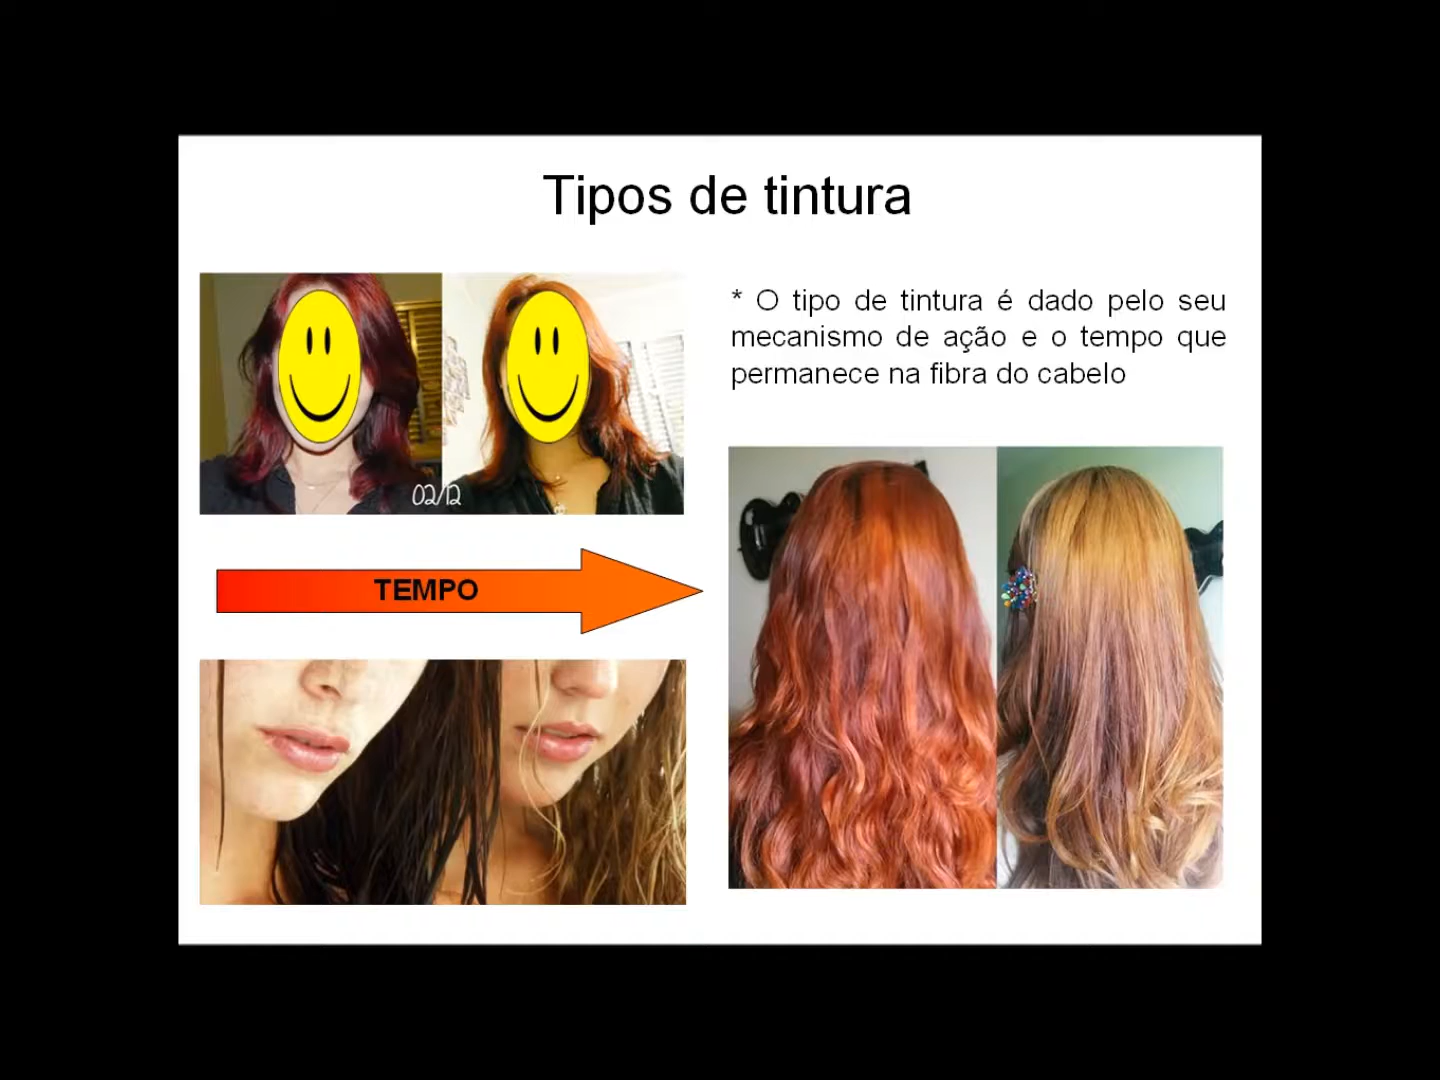 Tipos de tintura
* O tipo de tintura é dado pelo seu
mecanismo de ação e o tempo que
permanece na fibra do cabelo
02/12
TEMPO